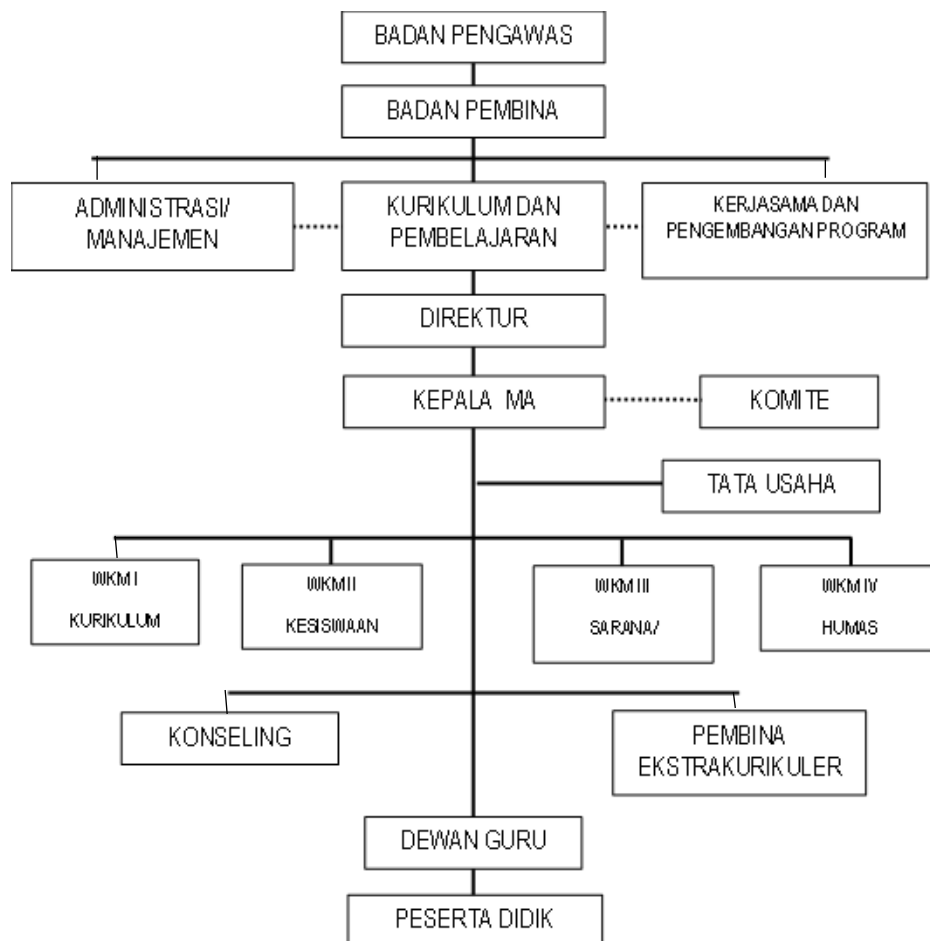 BADAN PENGAWAS
BADAN PEMBINA
ADMINISTRASI/
MANAJEMEN
KURIKULUM DAN
PEMBELAJARAN
KERJASAMA DAN
PENGEMBANGAN PROGRAM
DIREKTUR
KEPALA MA
KOMITE
TATA USAHA
WKM I
KURIKULUM
WKM II
KESISWAAN
WKM III
SARANA/
WKM IV
HUMAS
KONSELING
PEMBINA
EKSTRAKURIKULER
DEWAN GURU
PESERTA DIDIK